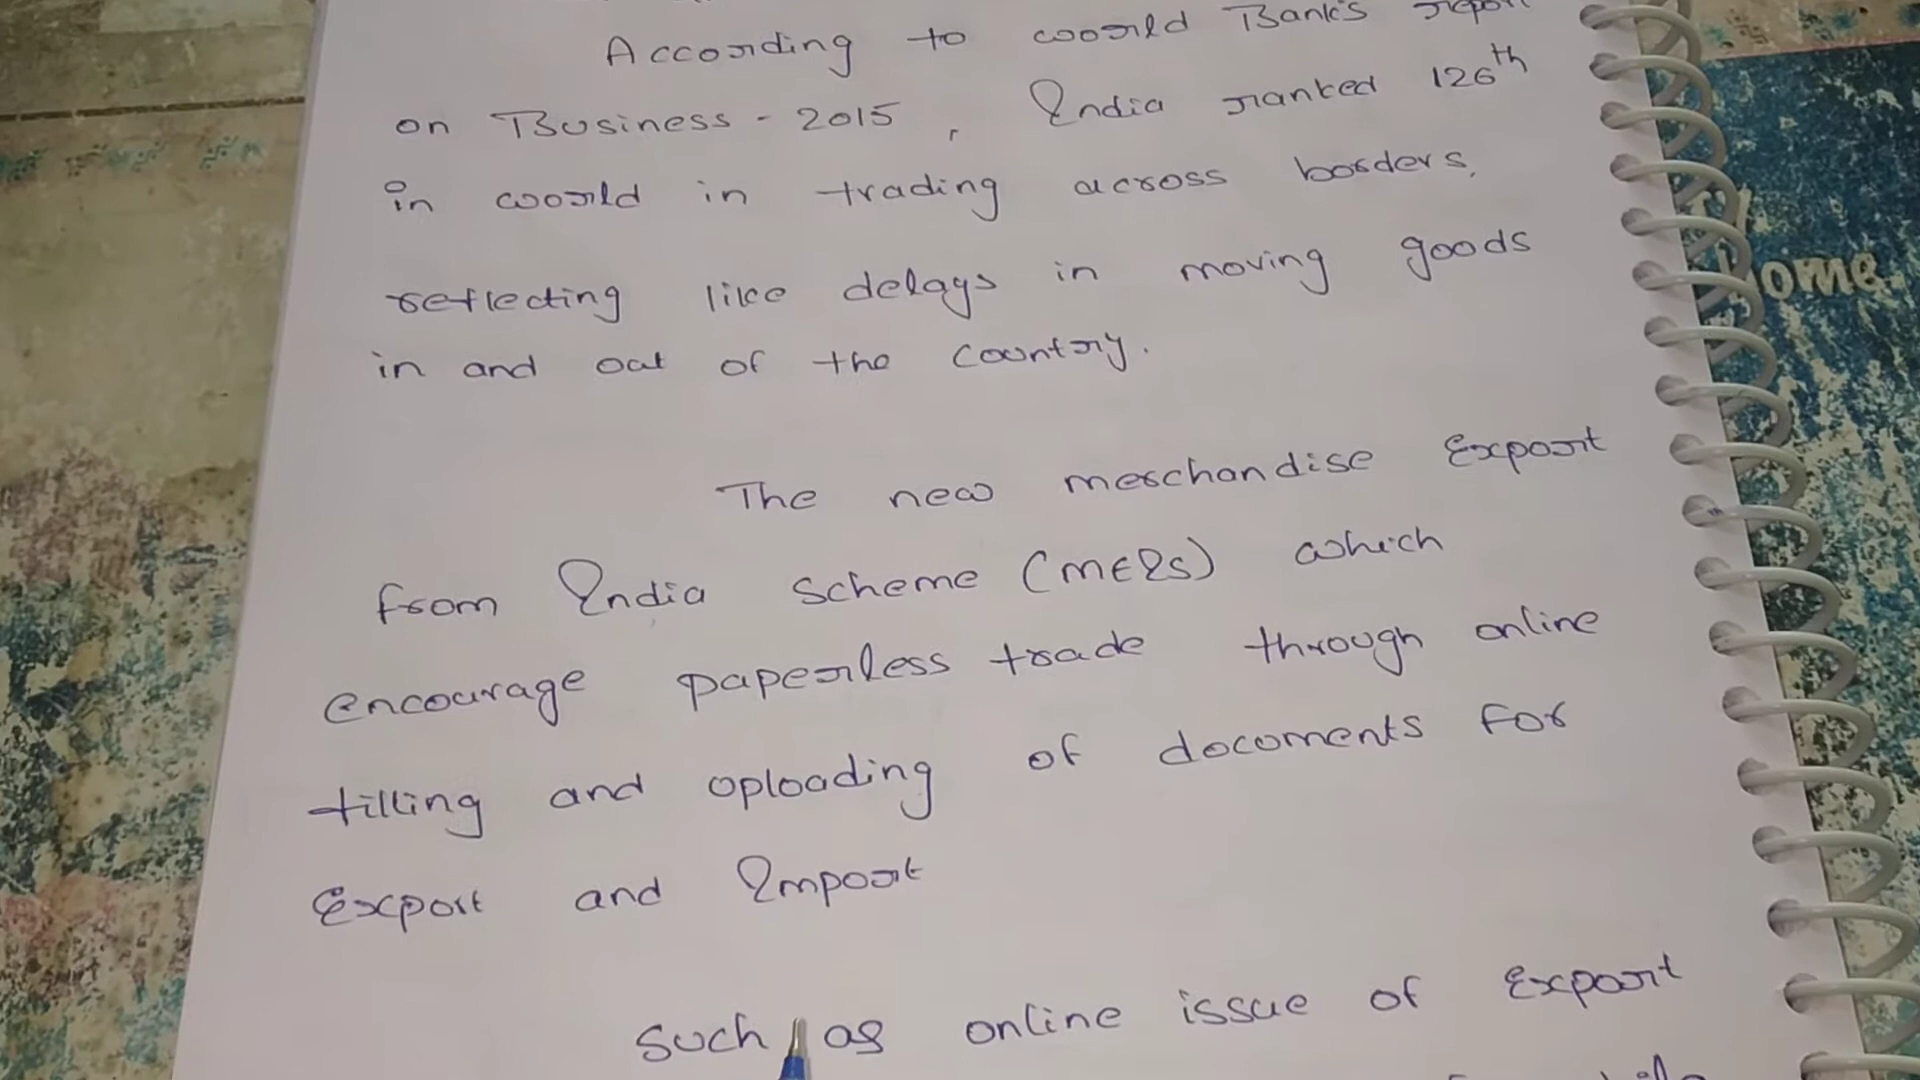 According to world Bank's report
on Business - 2015, India ranked 126th
in world in trading across borders,
reflecting like delays in moving goods
in and out of the country.
The new merchandise Export
from India Scheme (MEIS) which
encourage paperless trade through online
filling and uploading of documents For
Export and Import
Such as online issue of Export
home.